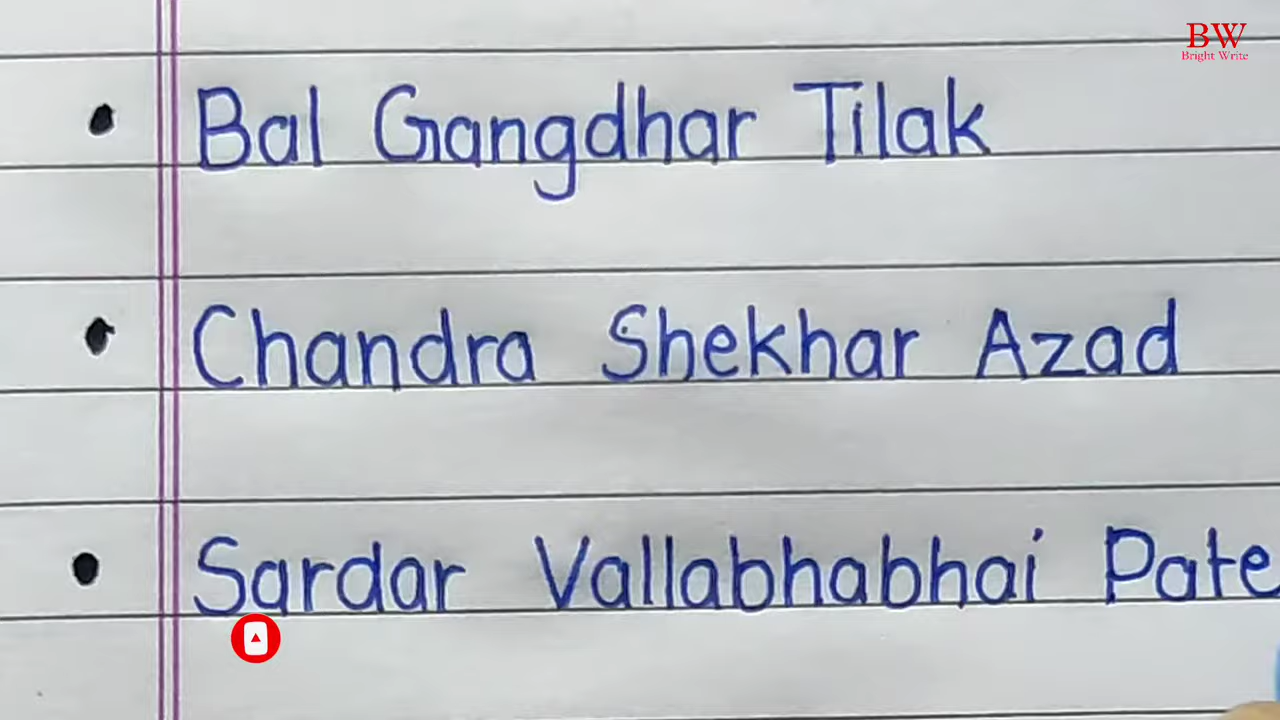 BW
Bright Write
• Bal Gangdhar Tilak
• Chandra Shekhar Azad
• Sardar Vallabhabhai Pate